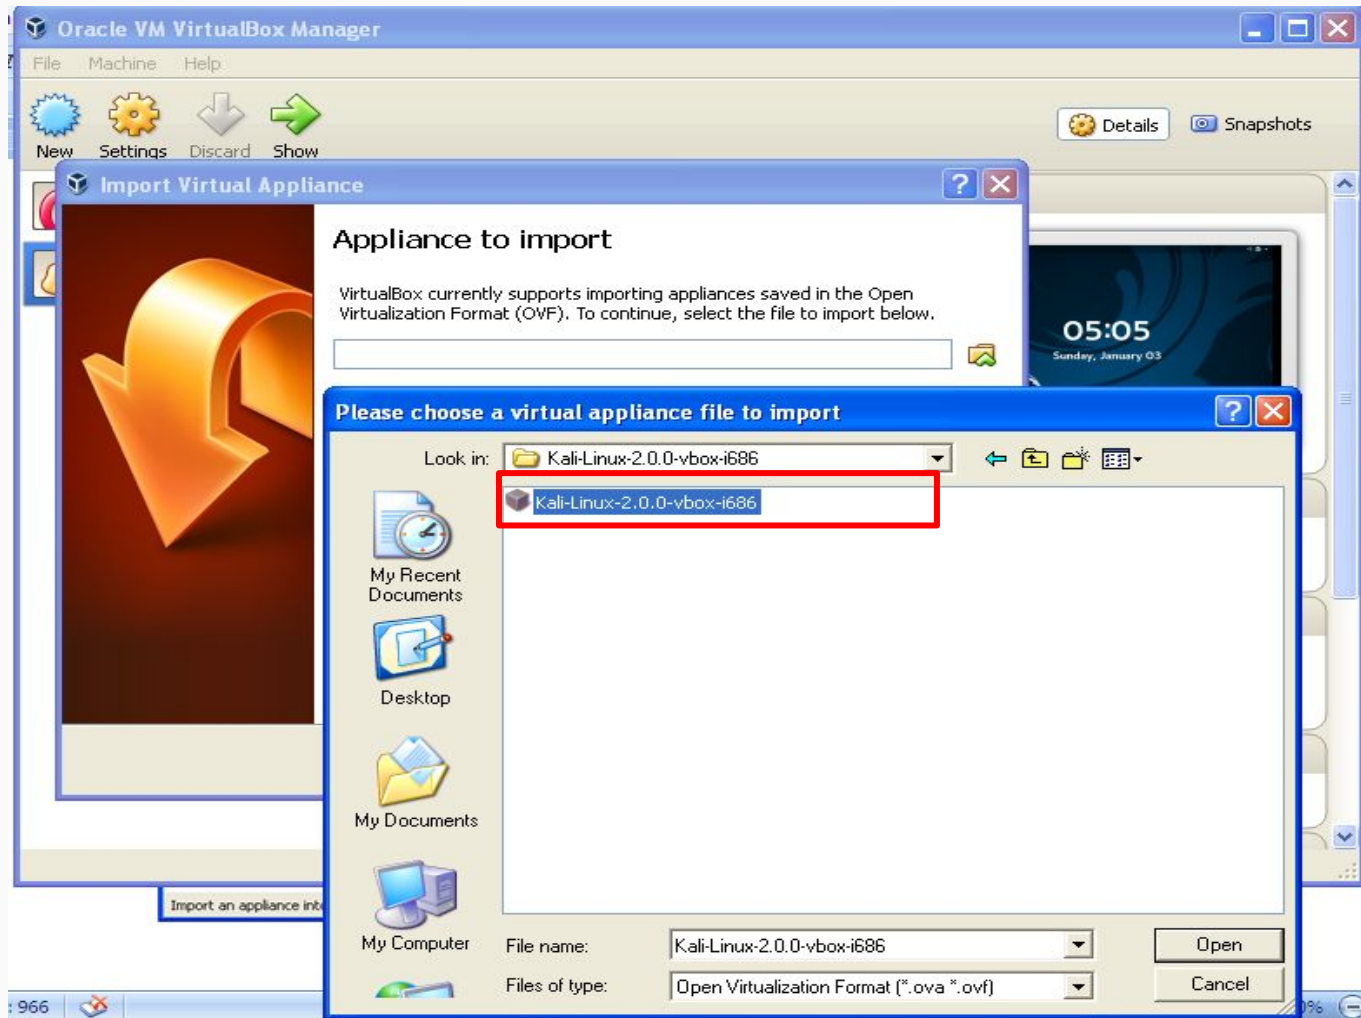 Oracle VM VirtualBox Manager
File Machine Help
New Settings Discard Show
Details Snapshots
Import Virtual Appliance
Appliance to import
VirtualBox currently supports importing appliances saved in the Open
Virtualization Format (OVF). To continue, select the file to import below.
05:05
Sunday, January 03
Please choose a virtual appliance file to import
Look in: Kali-Linux-2.0.0-vbox-i686
Kali-Linux-2.0.0-vbox-i686
My Recent
Documents
Desktop
My Documents
My Computer
Import an appliance int
File name: Kali-Linux-2.0.0-vbox-i686 Open
Files of type: Open Virtualization Format (*.ova *.ovf) Cancel
: 966
0%